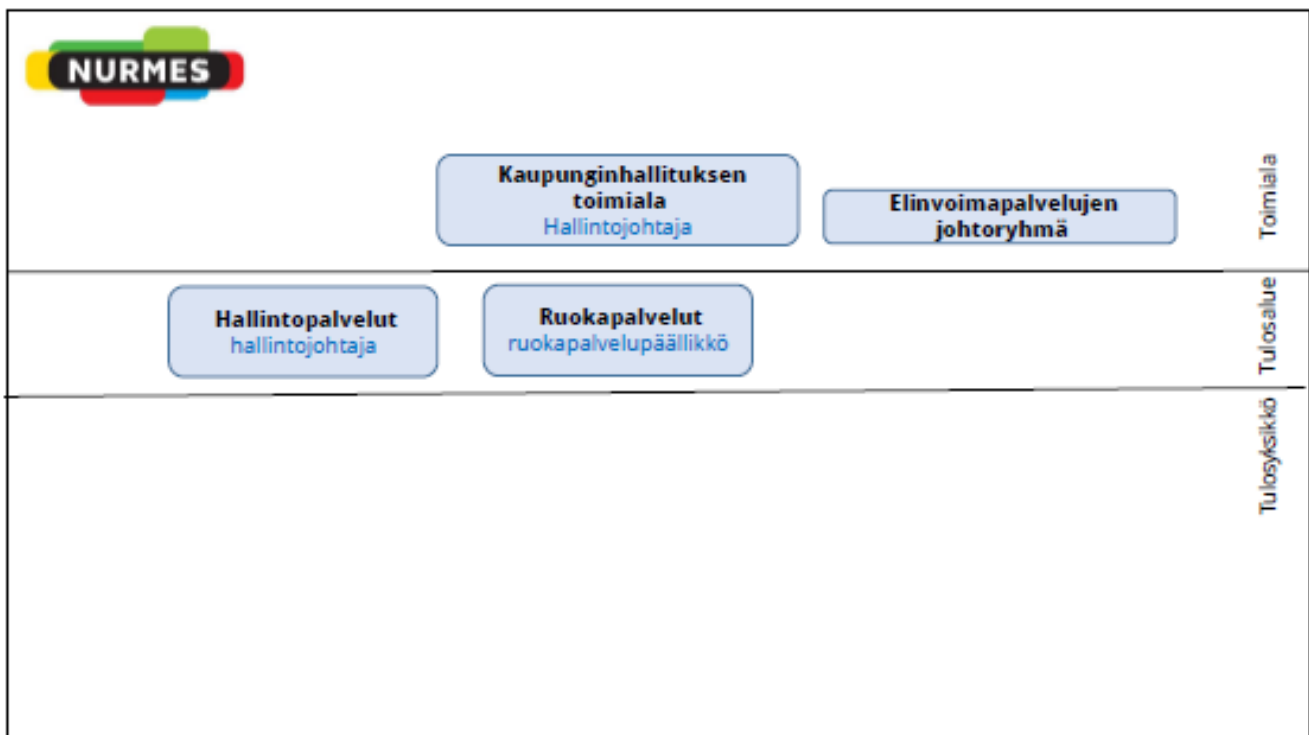 NURMES
Kaupunginhallituksen
toimiala
Hallintojohtaja
Elinvoimapalvelujen
johtoryhmä
Toimiala
Hallintopalvelut
hallintojohtaja
Ruokapalvelut
ruokapalvelupäällikkö
Tulosalue
Tulosyksikkö